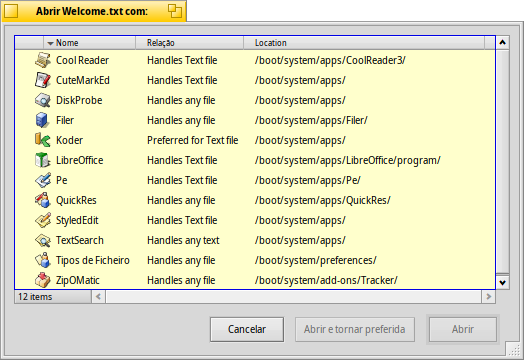 Abrir Welcome.txt com:
Nome Relação Location
Cool Reader Handles Text file /boot/system/apps/CoolReader3/
CuteMarkEd Handles Text file /boot/system/apps/
DiskProbe Handles any file /boot/system/apps/
Filer Handles any file /boot/system/apps/Filer/
Koder Preferred for Text file /boot/system/apps/
LibreOffice Handles Text file /boot/system/apps/LibreOffice/program/
Pe Handles Text file /boot/system/apps/Pe/
QuickRes Handles any file /boot/system/apps/QuickRes/
StyledEdit Handles Text file /boot/system/apps/
TextSearch Handles any text /boot/system/apps/
Tipos de Ficheiro Handles any file /boot/system/preferences/
ZipOMatic Handles any file /boot/system/add-ons/Tracker/
12 items
Cancelar Abrir e tornar preferida Abrir